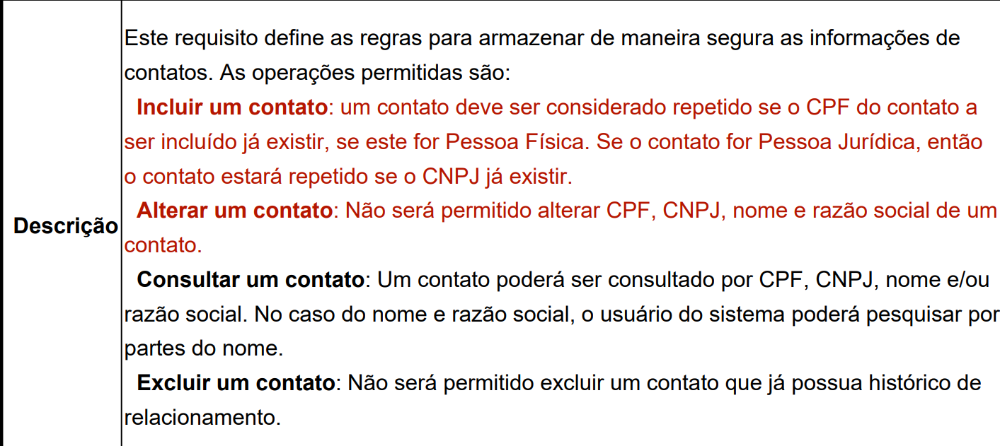 Descrição
Este requisito define as regras para armazenar de maneira segura as informações de
contatos. As operações permitidas são:
Incluir um contato: um contato deve ser considerado repetido se o CPF do contato a
ser incluído já existir, se este for Pessoa Física. Se o contato for Pessoa Jurídica, então
o contato estará repetido se o CNPJ já existir.
Alterar um contato: Não será permitido alterar CPF, CNPJ, nome e razão social de um
contato.
Consultar um contato: Um contato poderá ser consultado por CPF, CNPJ, nome e/ou
razão social. No caso do nome e razão social, o usuário do sistema poderá pesquisar por
partes do nome.
Excluir um contato: Não será permitido excluir um contato que já possua histórico de
relacionamento.